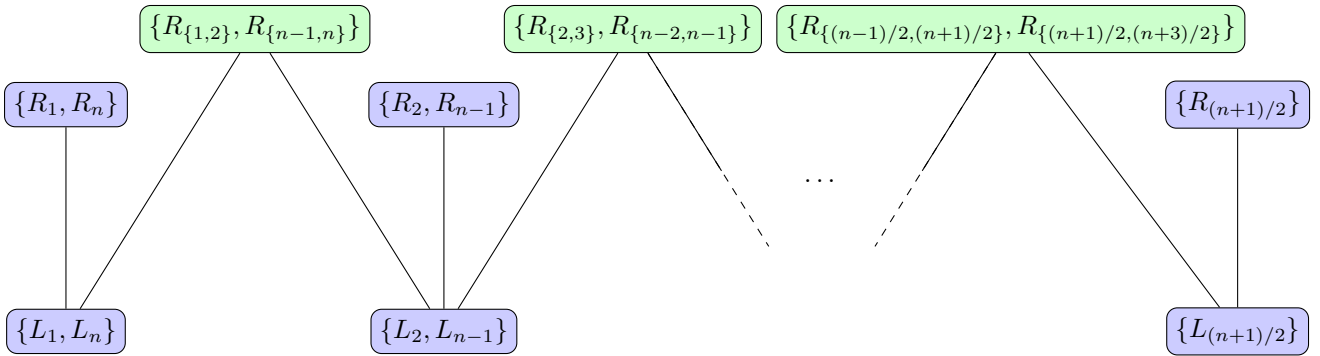 {R_{\{1,2\}}, R_{\{n−1,n\}}}
{R_{\{2,3\}}, R_{\{n−2,n−1\}}}
{R_{\{(n−1)/2,(n+1)/2\}}, R_{\{(n+1)/2,(n+3)/2\}}}
{R_1, R_n}
{R_2, R_{n−1}}
{R_{(n+1)/2}}
...
{L_1, L_n}
{L_2, L_{n−1}}
{L_{(n+1)/2}}